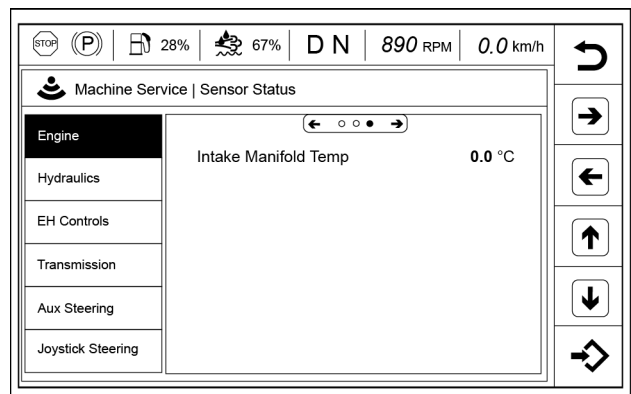 STOP (P) 28% 67% D N 890 RPM 0.0 km/h
Machine Service | Sensor Status
Engine
Intake Manifold Temp 0.0 °C
Hydraulics
EH Controls
Transmission
Aux Steering
Joystick Steering